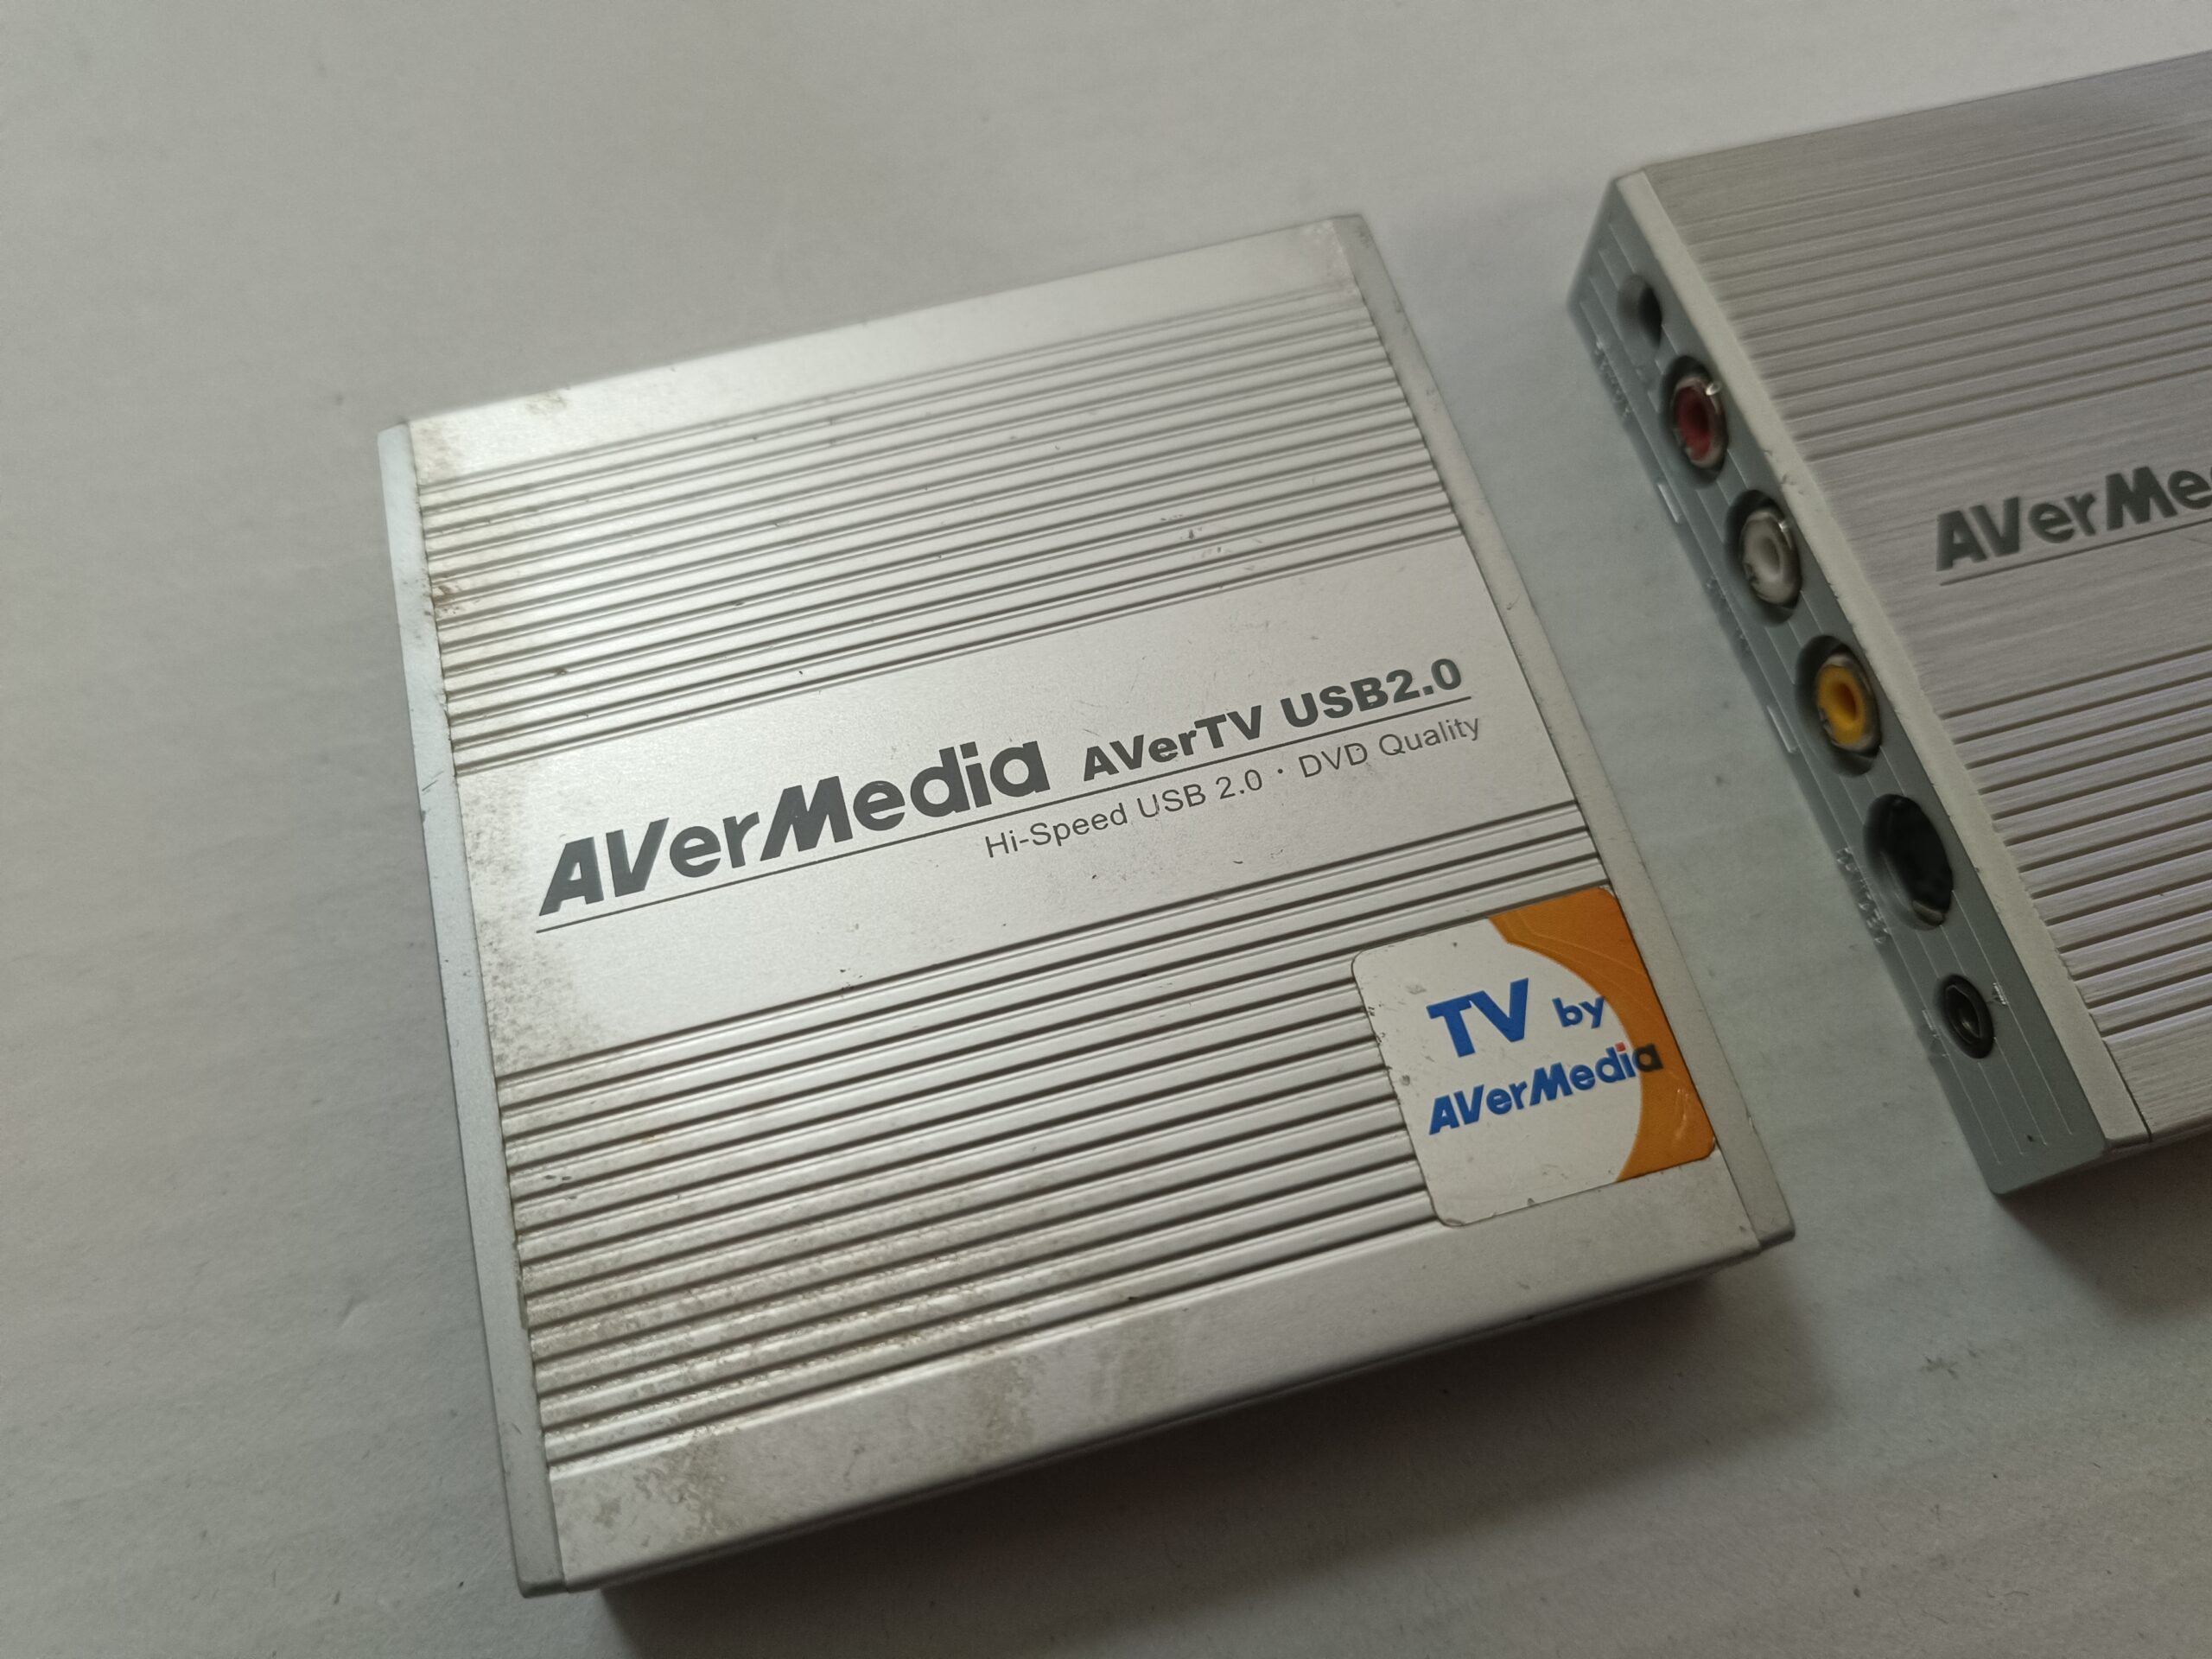 AVerMedia AVerTV USB2.0
Hi-Speed USB 2.0 · DVD Quality
TV by
AVerMedia
AVerMe